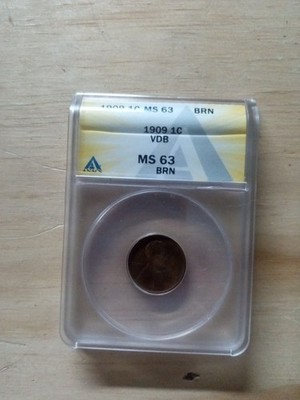 1909 1C MS 63 BRN
1909 1C
VDB
MS 63
BRN
ANACS